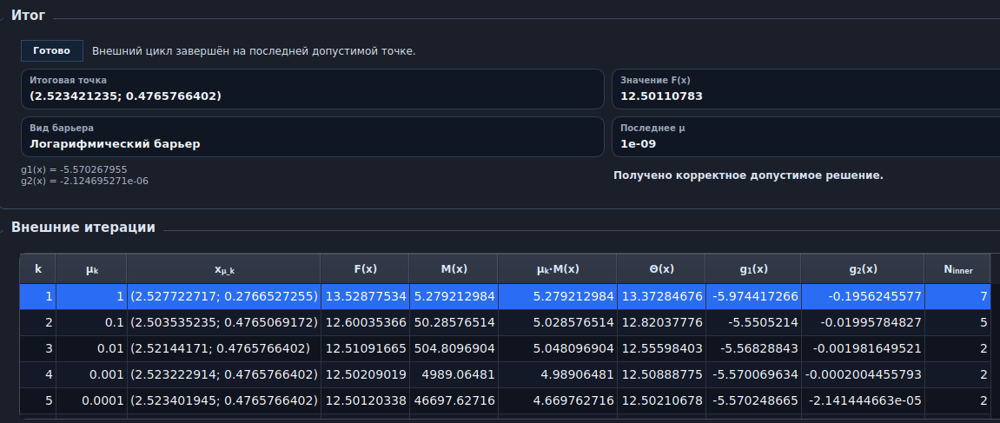 Итог
Готово Внешний цикл завершён на последней допустимой точке.
Итоговая точка
(2.523421235; 0.4765766402)
Значение F(x)
12.50110783
Вид барьера
Логарифмический барьер
Последнее μ
1e-09
g1(x) = -5.570267955
g2(x) = -2.124695271e-06
Получено корректное допустимое решение.
Внешние итерации
k μₖ xμ_k F(x) M(x) μₖ·M(x) Θ(x) g₁(x) g₂(x) Nᵢₙₙₑᵣ
1 1 (2.527722717; 0.2766527255) 13.52877534 5.279212984 5.279212984 13.37284676 -5.974417266 -0.1956245577 7
2 0.1 (2.503535235; 0.4765069172) 12.60035366 50.28576514 5.028576514 12.82037776 -5.5505214 -0.01995784827 5
3 0.01 (2.52144171; 0.4765766402) 12.51091665 504.8096904 5.048096904 12.55598403 -5.56828843 -0.001981649521 2
4 0.001 (2.523222914; 0.4765766402) 12.50209019 4989.06481 4.98906481 12.50888775 -5.570069634 -0.0002004455793 2
5 0.0001 (2.523401945; 0.4765766402) 12.50120338 46697.62716 4.669762716 12.50210678 -5.570248665 -2.141444663e-05 2